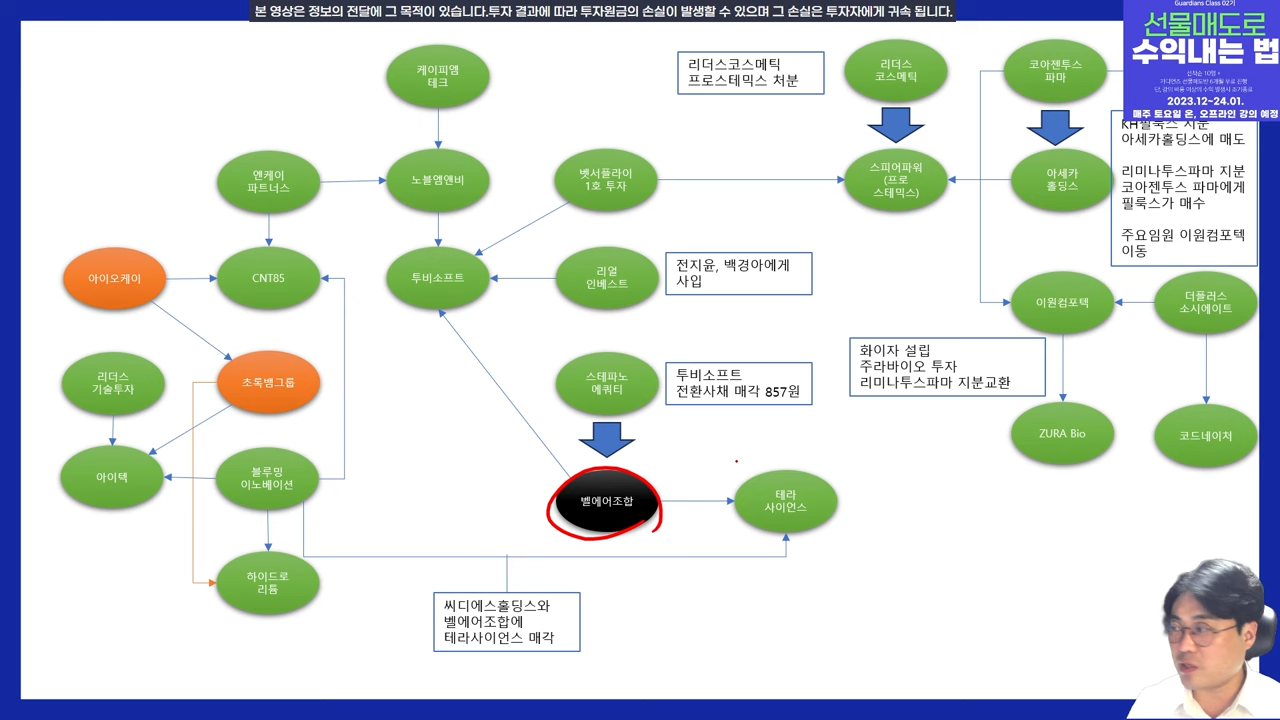 본 영상은 정보의 전달에 그 목적이 있습니다.투자 결과에 따라 투자원금의 손실이 발생할 수 있으며 그 손실은 투자자에게 귀속 됩니다.
Guardians Class 02기
선물매도로
수익내는 법
선착순 10명 +
2023.12~24.01.
매주 토요일 온, 오프라인 강의 예정
케이피엠
테크
리더스코스메틱
프로스테믹스 처분
리더스
코스메틱
코아젠투스
파마
KH필룩스 지분
아세카홀딩스에 매도
리미나투스파마 지분
코아젠투스 파마에게
필룩스가 매수
주요임원 이원컴포텍
이동
엔케이
파트너스
노블엠앤비
벳서플라이
1호 투자
스피어파워
(프로
스테믹스)
아세카
홀딩스
아이오케이
CNT85
투비소프트
리얼
인베스트
전지윤, 백경아에게
사입
이원컴포텍
더플러스
소시에이트
화이자 설립
주라바이오 투자
리미나투스파마 지분교환
리더스
기술투자
초록뱀그룹
스테파노
에쿼티
투비소프트
전환사채 매각 857원
ZURA Bio
코드네이처
아이텍
블루밍
이노베이션
벨에어조합
테라
사이언스
하이드로
리튬
씨디에스홀딩스와
벨에어조합에
테라사이언스 매각